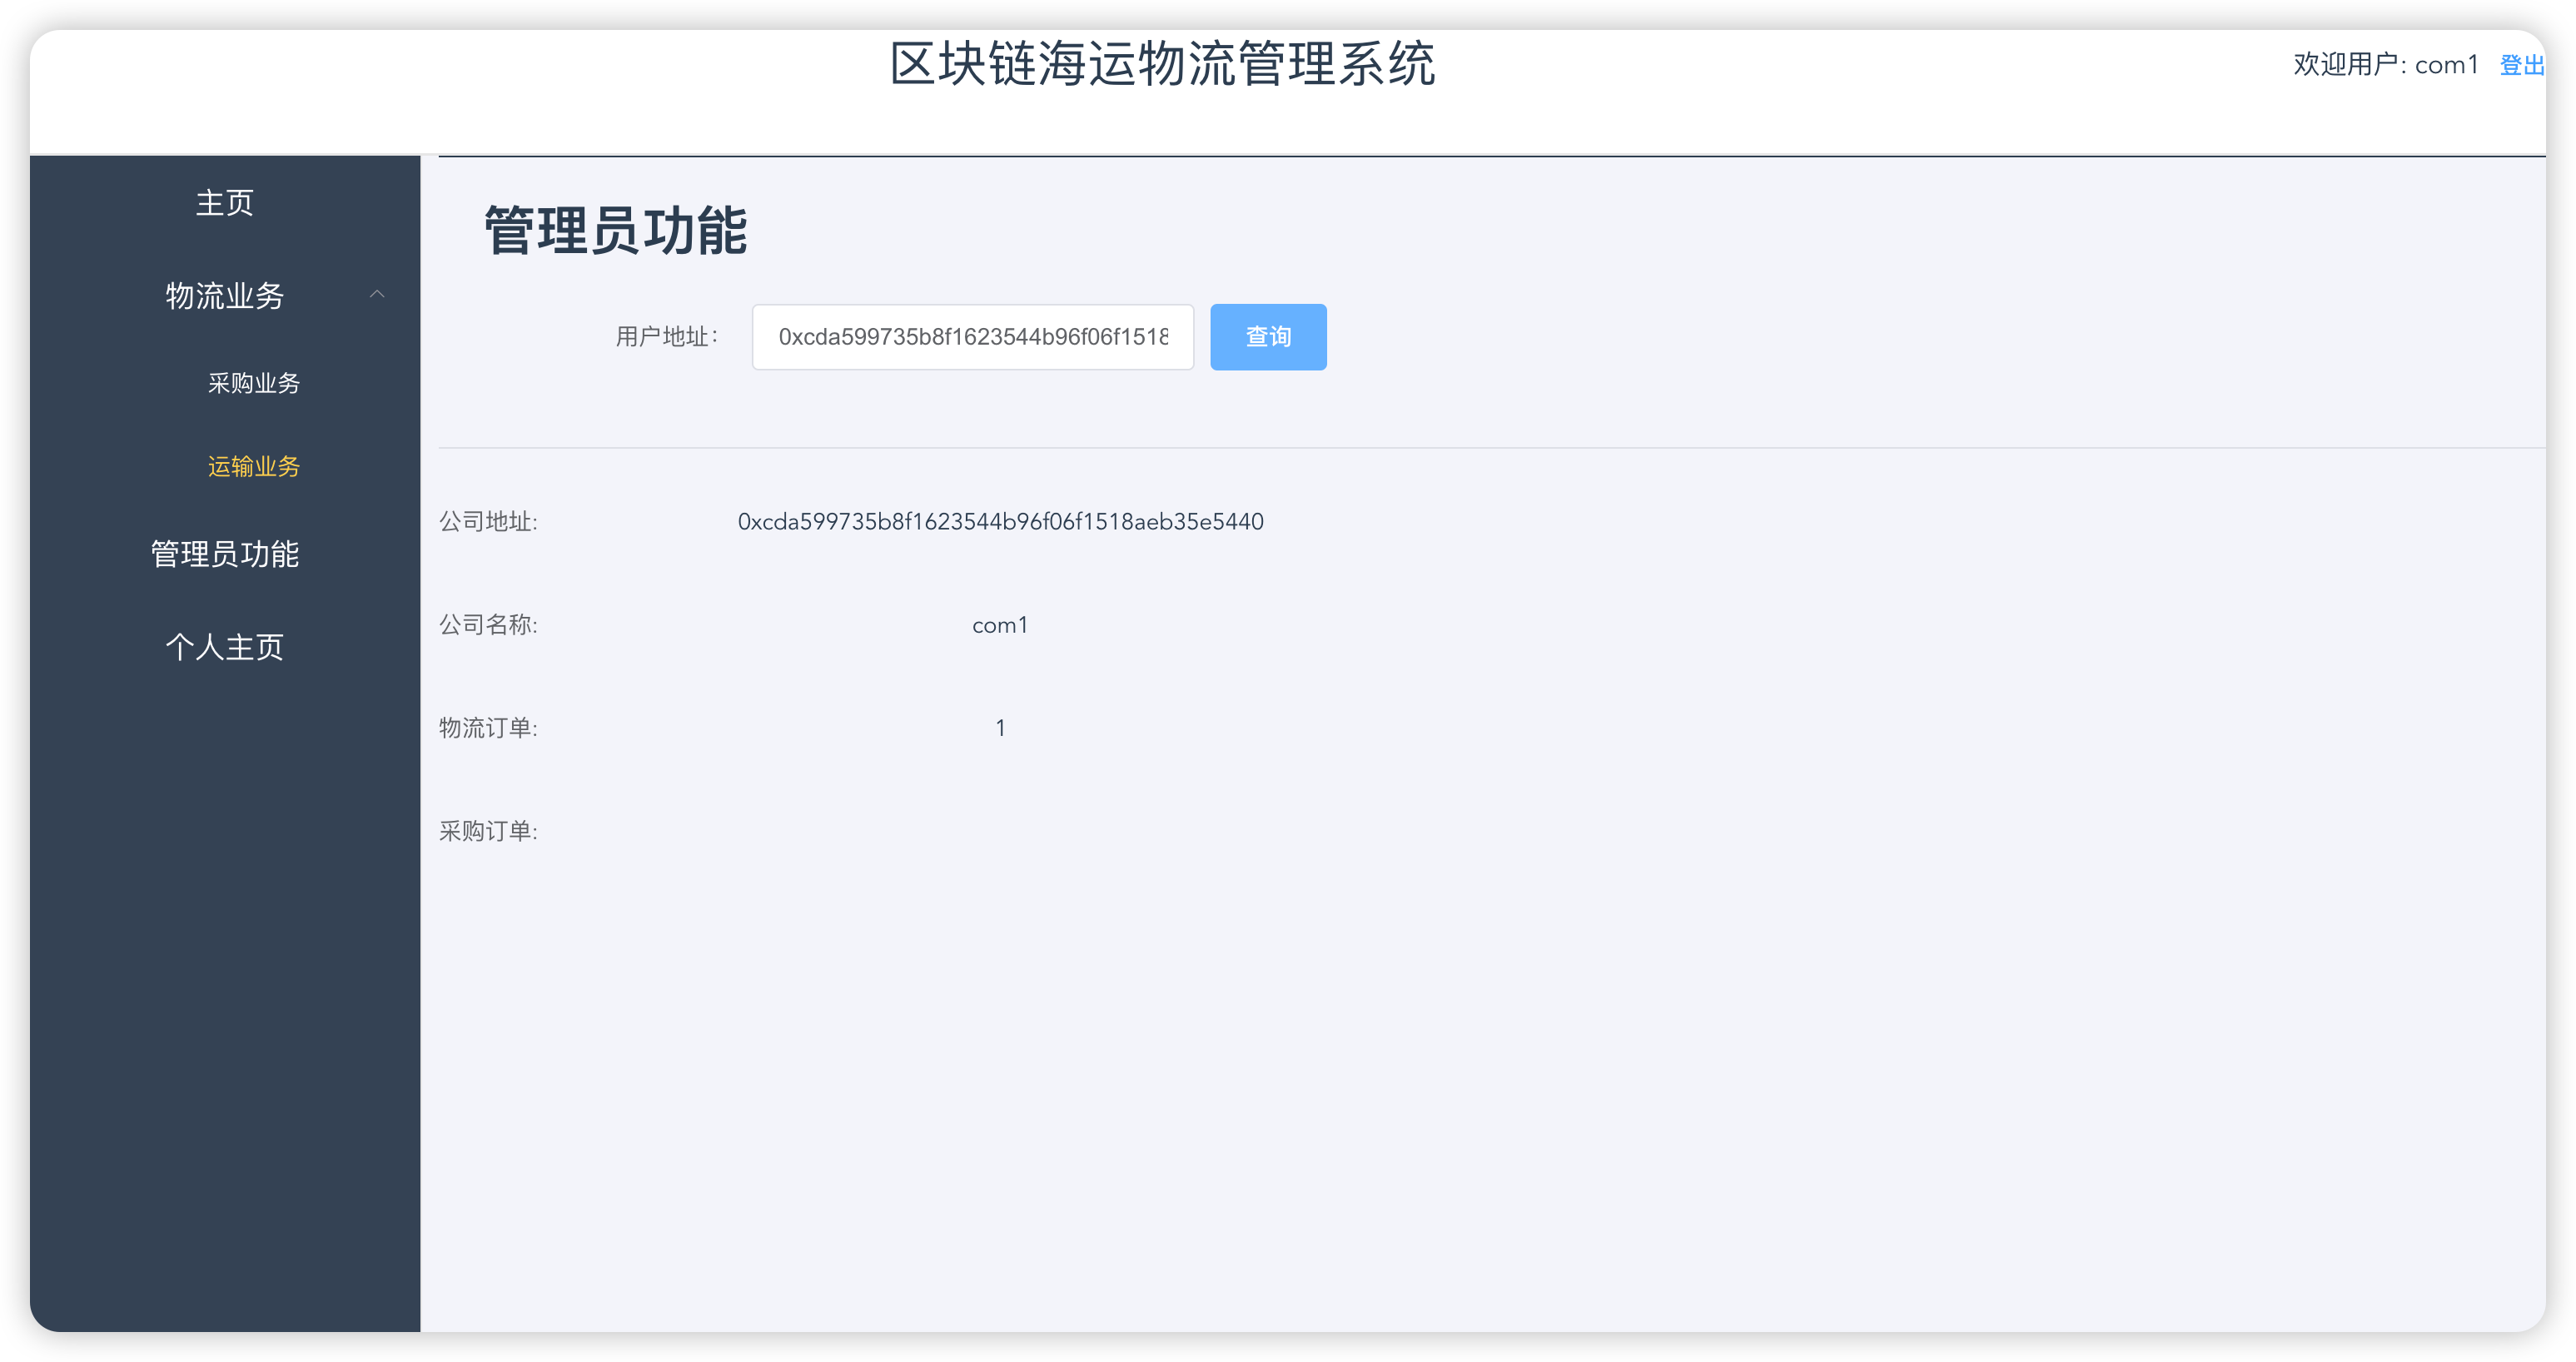 区块链海运物流管理系统
欢迎用户: com1 登出
主页
物流业务
采购业务
运输业务
管理员功能
个人主页
管理员功能
用户地址: 0xcda599735b8f1623544b96f06f1518 查询
公司地址: 0xcda599735b8f1623544b96f06f1518aeb35e5440
公司名称: com1
物流订单: 1
采购订单: